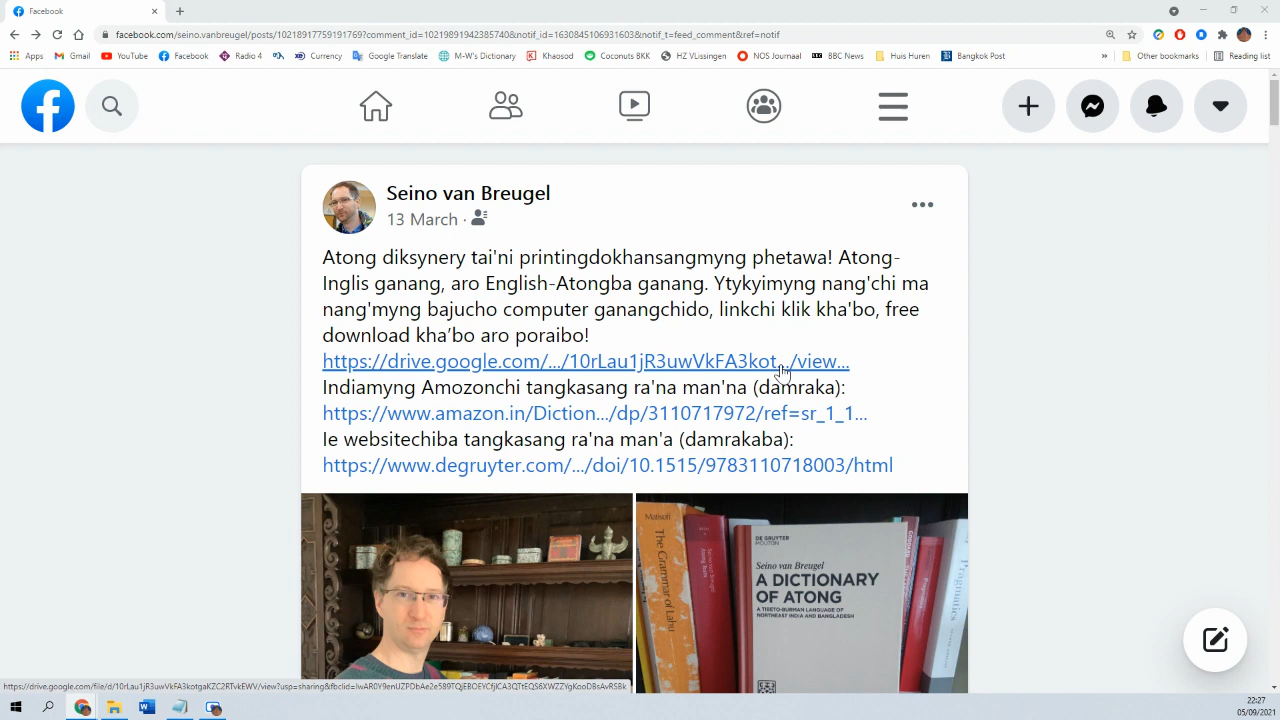 Facebook
facebook.com/seino.vanbreugel/posts/10218917759191769?comment_id=10219891942385740&notif_id=1630845106931603&notif_t=feed_comment&ref=notif
Apps Gmail YouTube Facebook Radio 4 Currency Google Translate M-W's Dictionary Khaosod Coconuts BKK HZ VLissingen NOS Journaal BBC News Huis Huren Bangkok Post » Other bookmarks Reading list
Seino van Breugel
13 March ·
Atong diksynery tai'ni printingdokhansangmyng phetawa! Atong-
Inglis ganang, aro English-Atongba ganang. Ytykyimyng nang'chi ma
nang'myng bajucho computer ganangchido, linkchi klik kha'bo, free
download kha’bo aro poraibo!
https://drive.google.com/.../10rLau1jR3uwVkFA3kot.../view...
Indiamyng Amozonchi tangkasang ra'na man'na (damraka):
https://www.amazon.in/Diction.../dp/3110717972/ref=sr_1_1...
Ie websitechiba tangkasang ra'na man'a (damrakaba):
https://www.degruyter.com/.../doi/10.1515/9783110718003/html
Matisoff
The Grammar of Lahu
DE GRUYTER
MOUTON
Seino van Breugel
A DICTIONARY
OF ATONG
A TIBETO-BURMAN LANGUAGE OF
NORTHEAST INDIA AND BANGLADESH
22:27
05/09/2021